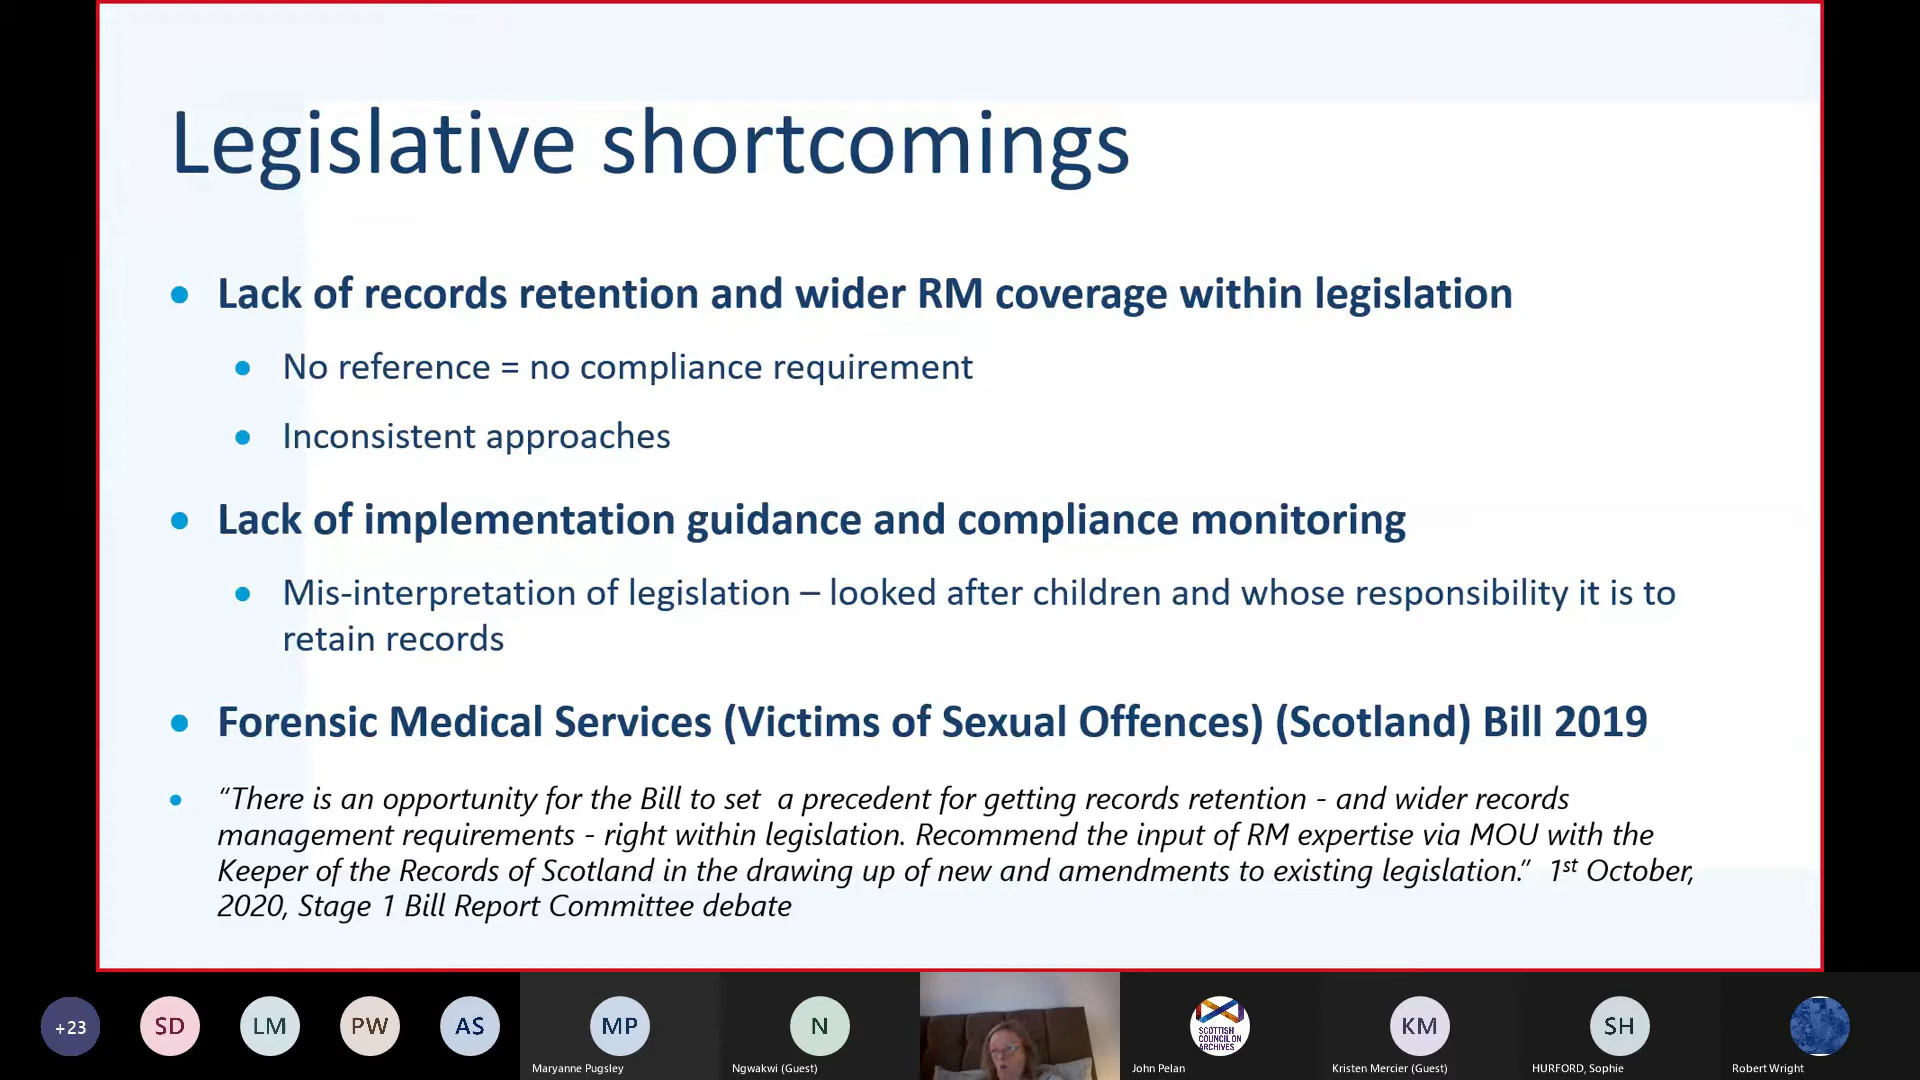 Legislative shortcomings
• Lack of records retention and wider RM coverage within legislation
• No reference = no compliance requirement
• Inconsistent approaches
• Lack of implementation guidance and compliance monitoring
• Mis-interpretation of legislation – looked after children and whose responsibility it is to
retain records
• Forensic Medical Services (Victims of Sexual Offences) (Scotland) Bill 2019
• “There is an opportunity for the Bill to set  a precedent for getting records retention - and wider records
management requirements - right within legislation. Recommend the input of RM expertise via MOU with the
Keeper of the Records of Scotland in the drawing up of new and amendments to existing legislation.”  1st October,
2020, Stage 1 Bill Report Committee debate
+23
SD
LM
PW
AS
MP
Maryanne Pugsley
N
Ngwakwi (Guest)
SCOTTISH
COUNCIL ON
ARCHIVES
John Pelan
KM
Kristen Mercier (Guest)
SH
HURFORD, Sophie
Robert Wright